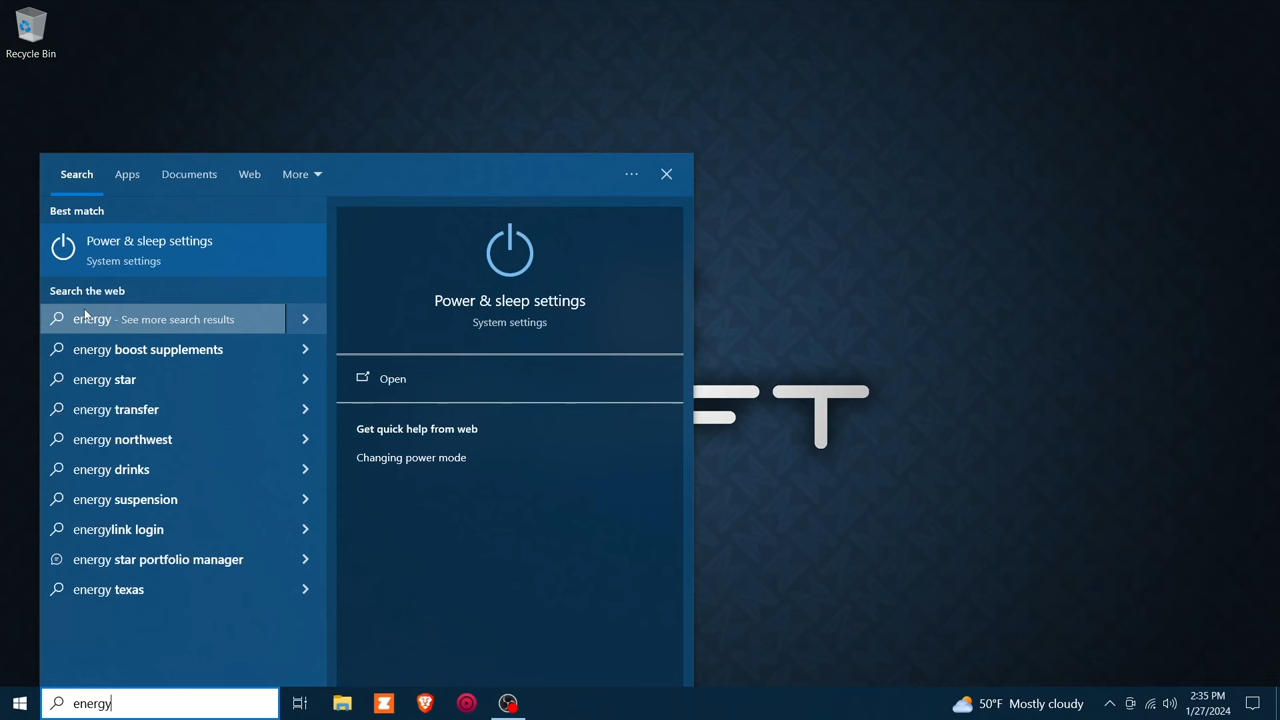 Recycle Bin
Search Apps Documents Web More ...
Best match
Power & sleep settings
System settings
Search the web
energy - See more search results
energy boost supplements
energy star
energy transfer
energy northwest
energy drinks
energy suspension
energylink login
energy star portfolio manager
energy texas
Power & sleep settings
System settings
Open
Get quick help from web
Changing power mode
FT
energy
50°F Mostly cloudy
2:35 PM
1/27/2024